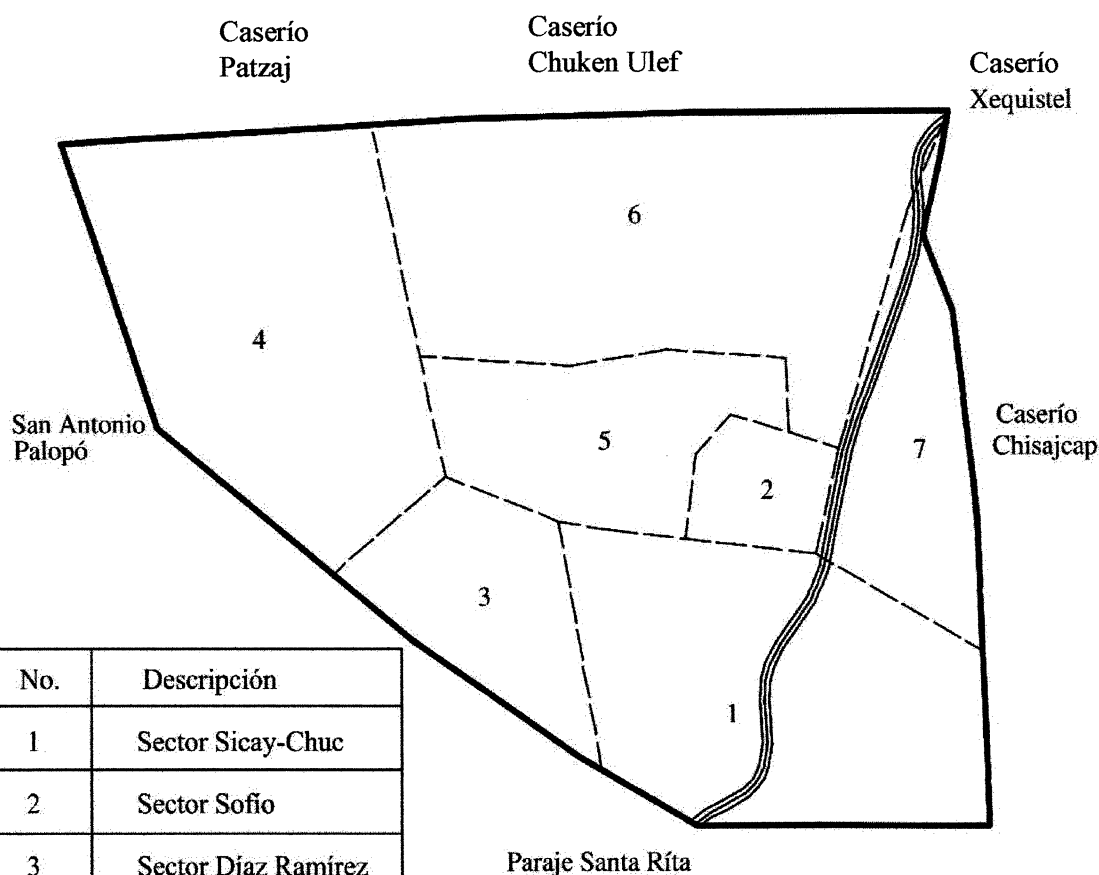 Caserío
Patzaj
Caserío
Chuken Ulef
Caserío
Xequistel
6
4
San Antonio
Palopó
5
Caserío
Chisajcap
7
2
3
1
No. Descripción
1 Sector Sicay-Chuc
2 Sector Sofío
3 Sector Díaz Ramírez
Paraje Santa Ríta